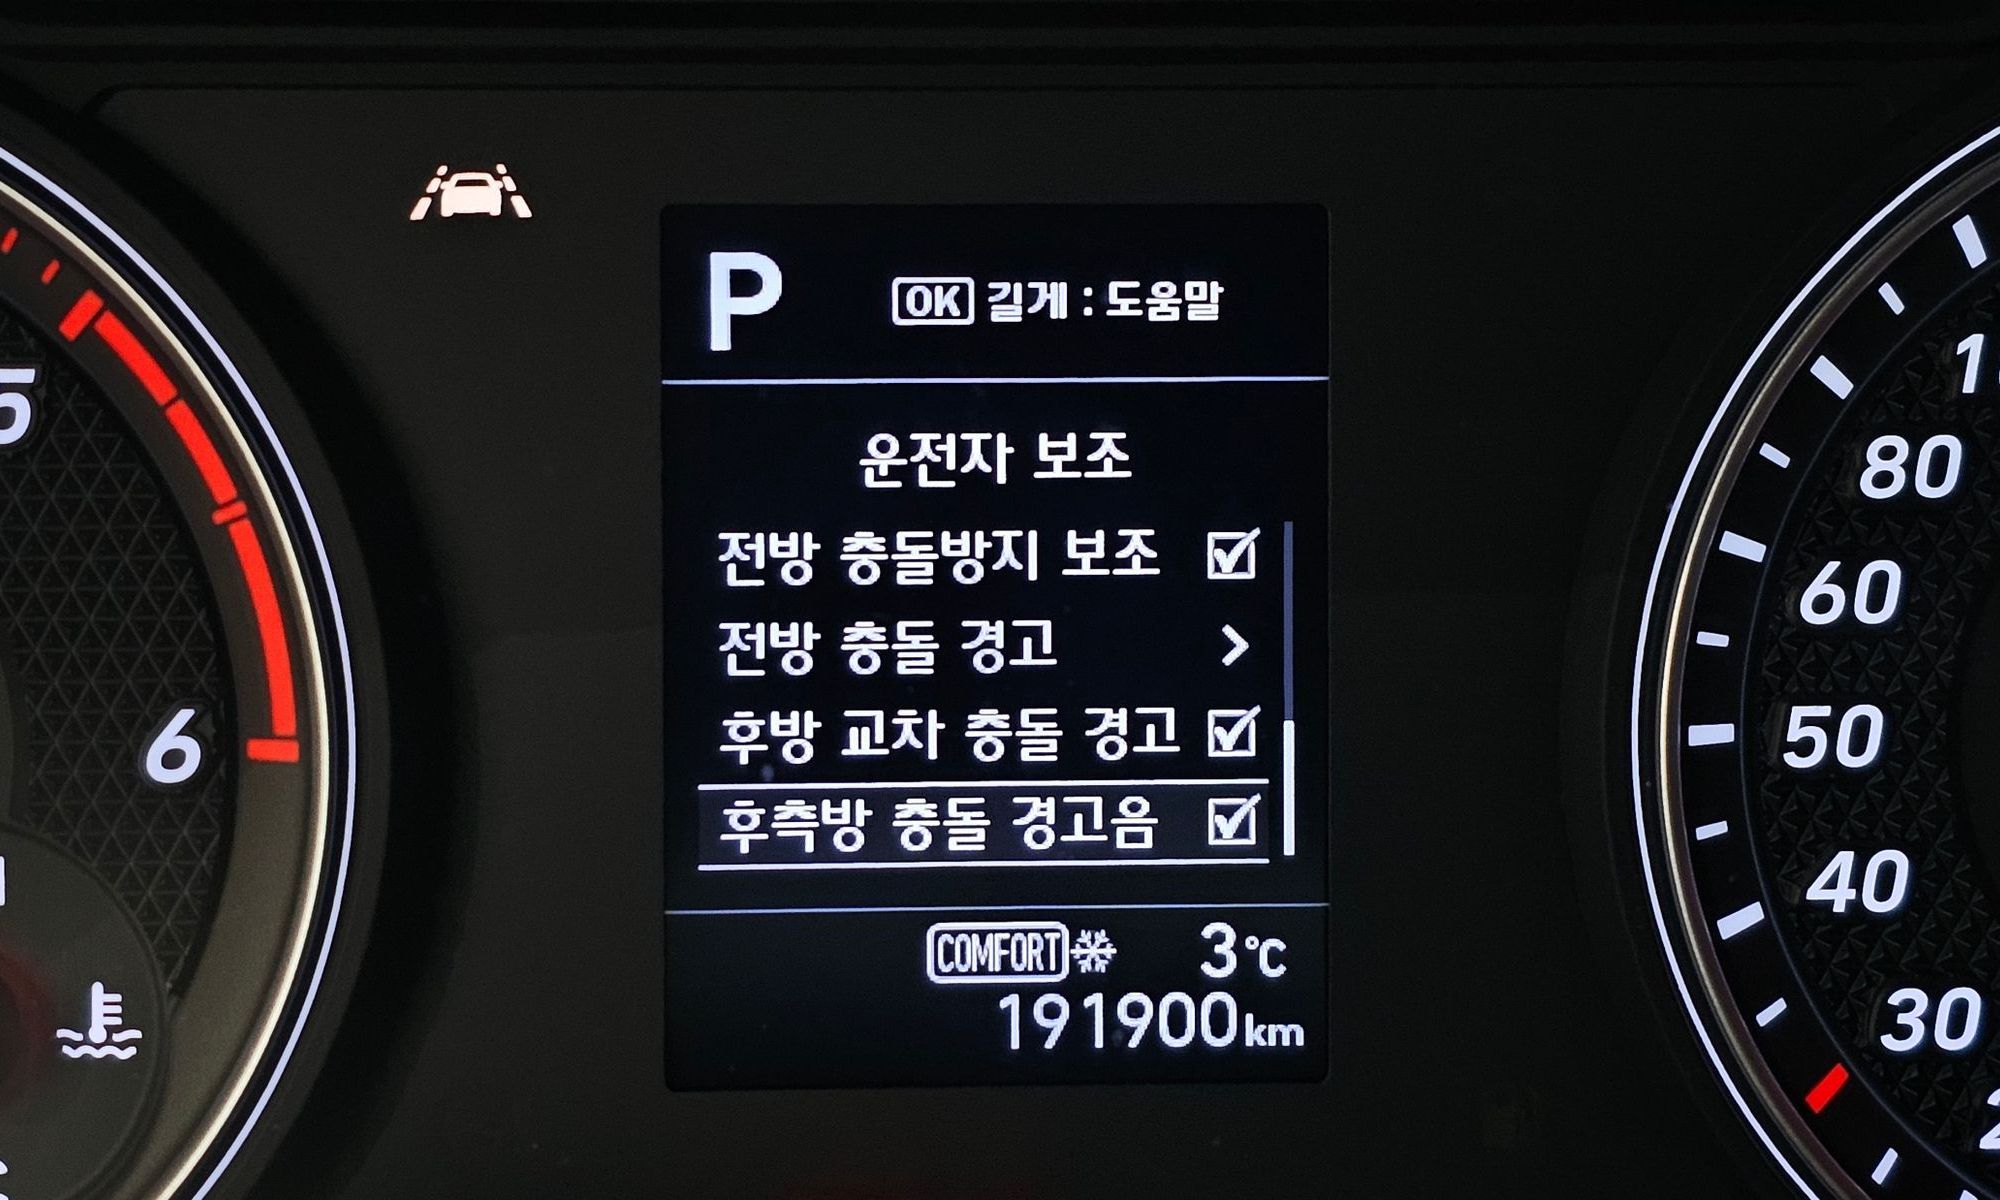 P
OK 길게 : 도움말
운전자 보조
전방 충돌방지 보조
전방 충돌 경고 >
후방 교차 충돌 경고
후측방 충돌 경고음
COMFORT 3℃
191900km
5
6
80
60
50
40
30